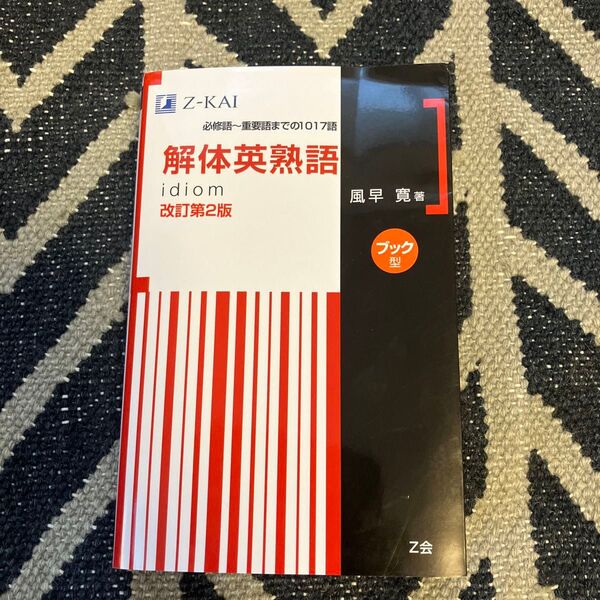 Z-KAI
必修語〜重要語までの1017語
解体英熟語
idiom
改訂第2版
風早 寛 著
ブック
型
Z会